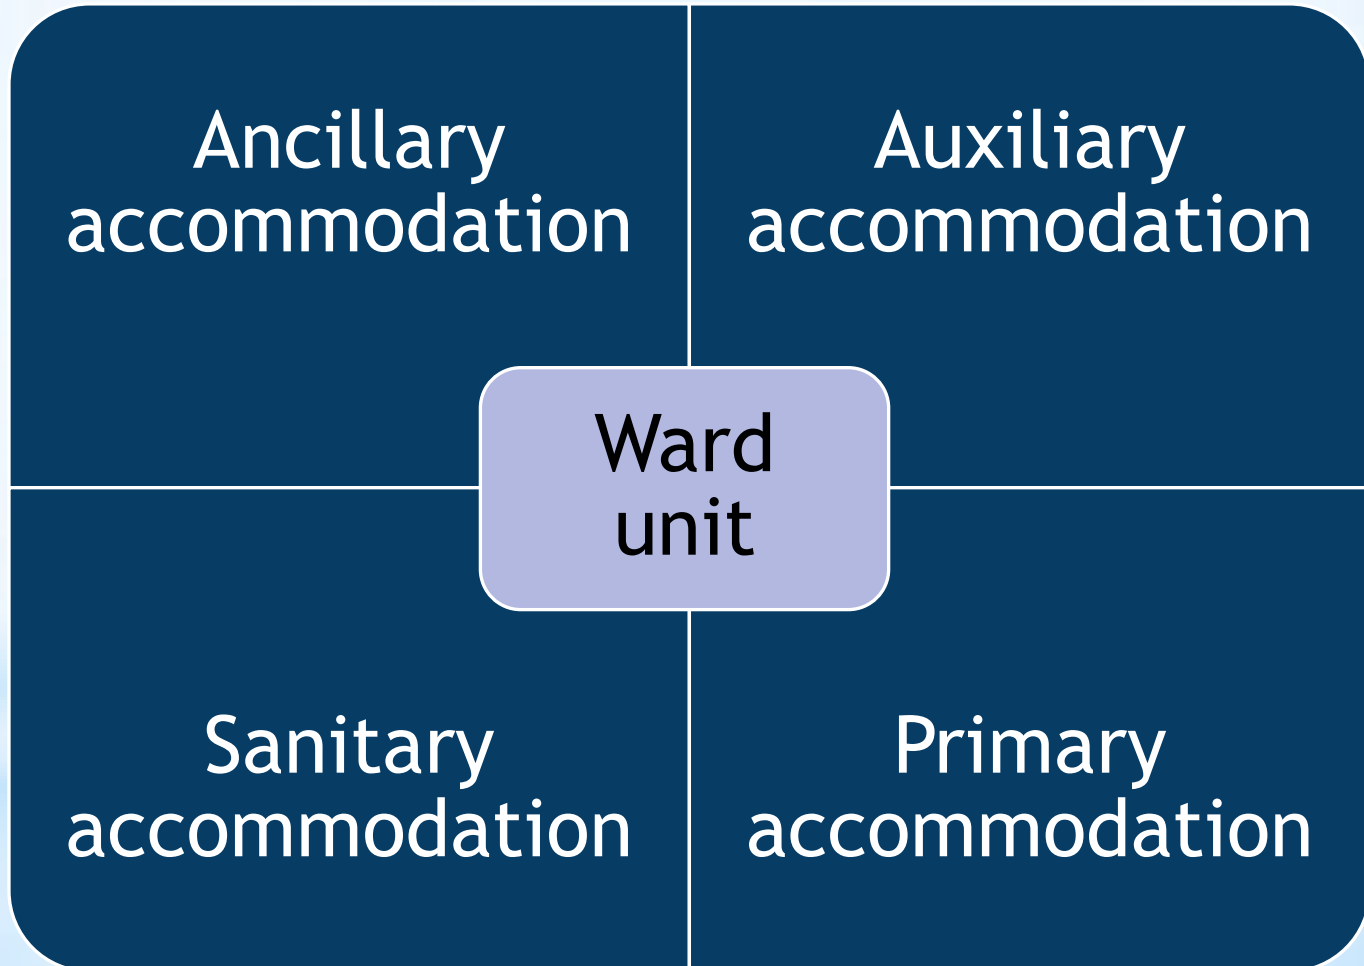 Ancillary
accommodation
Auxiliary
accommodation
Ward
unit
Sanitary
accommodation
Primary
accommodation